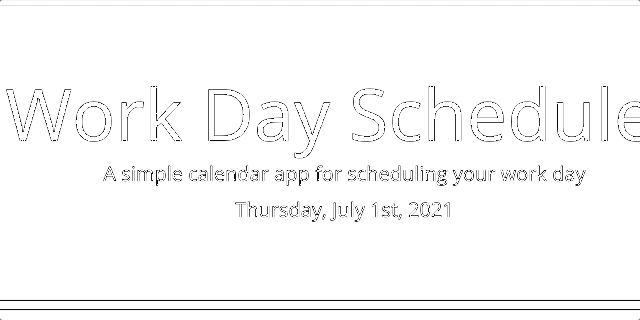 Work Day Schedule
A simple calendar app for scheduling your work day
Thursday, July 1st, 2021